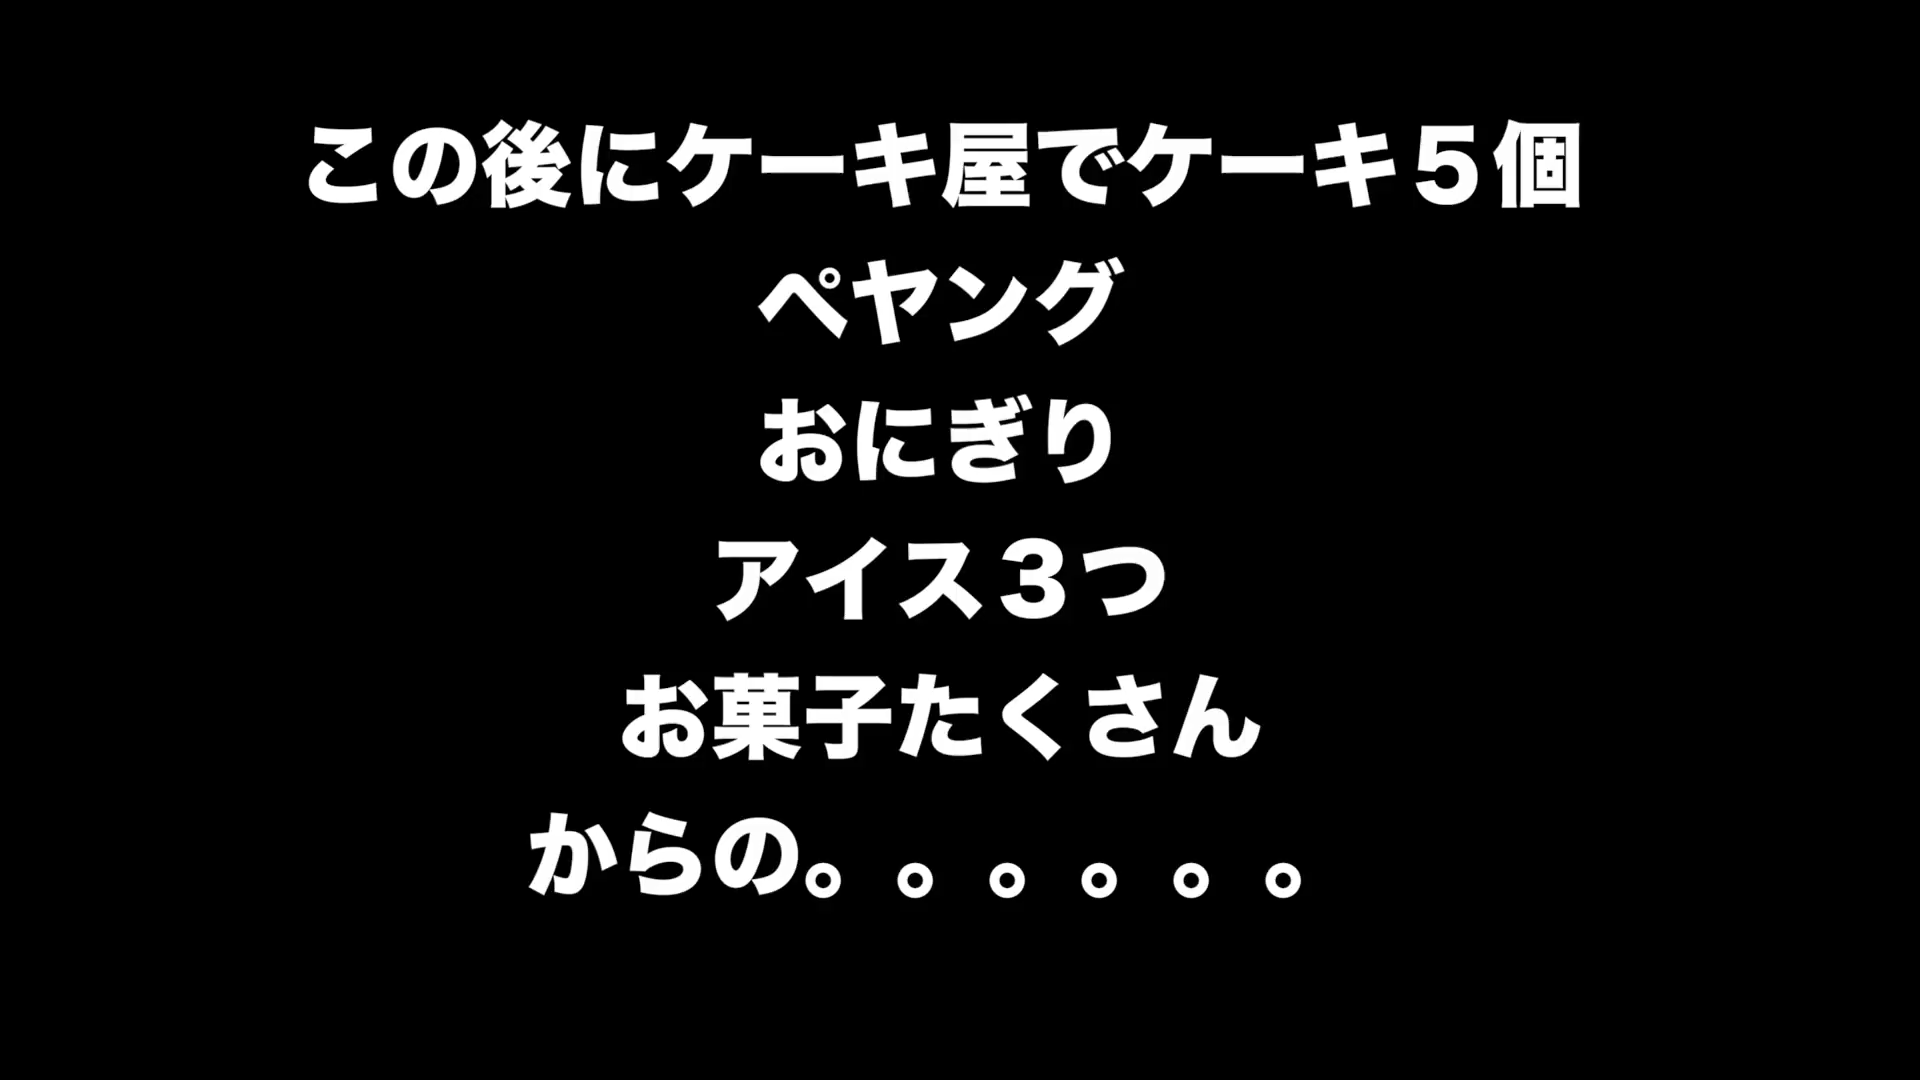 この後にケーキ屋でケーキ５個
ペヤング
おにぎり
アイス３つ
お菓子たくさん
からの。。。。。。